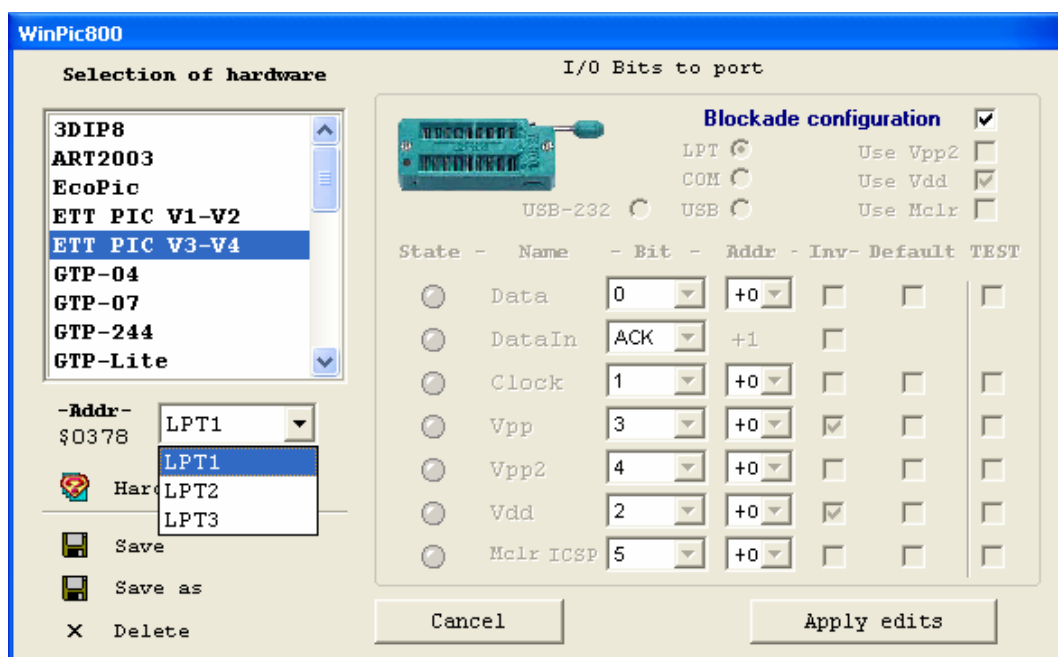 WinPic800
Selection of hardware
3DIP8
ART2003
EcoPic
ETT PIC V1-V2
ETT PIC V3-V4
GTP-04
GTP-07
GTP-244
GTP-Lite
-Addr-
$0378
LPT1
LPT1
LPT2
LPT3
Hard
Save
Save as
Delete
I/O Bits to port
Blockade configuration
LPT Use Vpp2
COM Use Vdd
USB-232 USB Use Mclr
State - Name - Bit - Addr - Inv- Default TEST
Data 0 +0
DataIn ACK +1
Clock 1 +0
Vpp 3 +0
Vpp2 4 +0
Vdd 2 +0
Mclr ICSP 5 +0
Cancel Apply edits